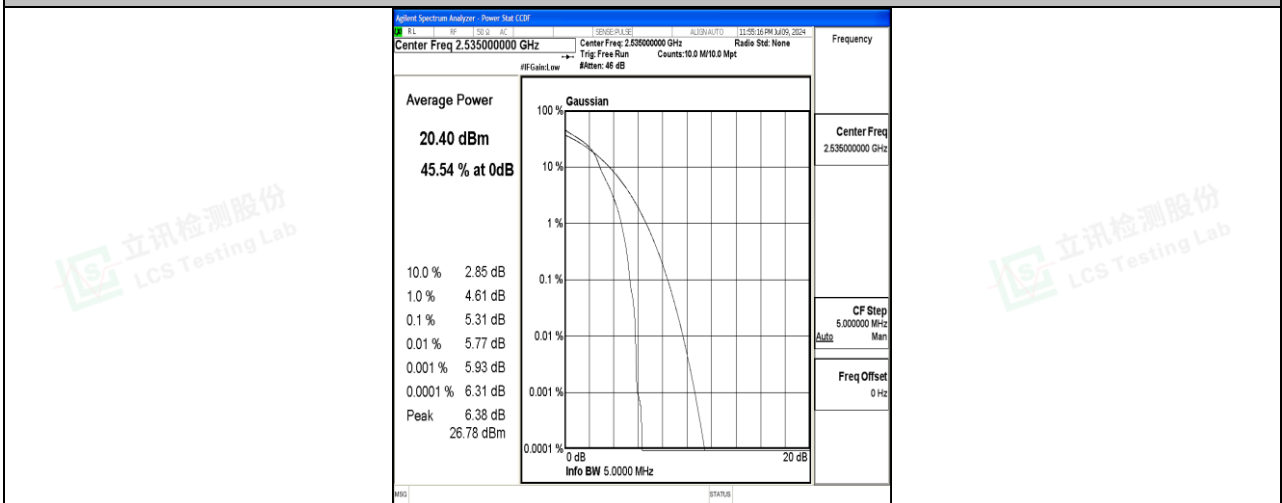 Agilent Spectrum Analyzer - Power Stat CCDF
RL RF 50 Ω AC SENSE:PULSE ALIGNAUTO 11:55:16 PM Jul 09, 2024
Center Freq 2.535000000 GHz
Center Freq: 2.535000000 GHz Radio Std: None
Trig: Free Run Counts:10.0 M/10.0 Mpt
#IFGain:Low #Atten: 46 dB
Frequency
Average Power
20.40 dBm
45.54 % at 0dB
10.0 % 2.85 dB
1.0 % 4.61 dB
0.1 % 5.31 dB
0.01 % 5.77 dB
0.001 % 5.93 dB
0.0001 % 6.31 dB
Peak 6.38 dB
26.78 dBm
Gaussian
100 %
10 %
1 %
0.1 %
0.01 %
0.001 %
0.0001 %
0 dB 20 dB
Info BW 5.0000 MHz
Center Freq
2.535000000 GHz
CF Step
5.000000 MHz
Auto Man
Freq Offset
0 Hz
MSG STATUS
立讯检测股份
LCS Testing Lab
立讯检测股份
LCS Testing Lab